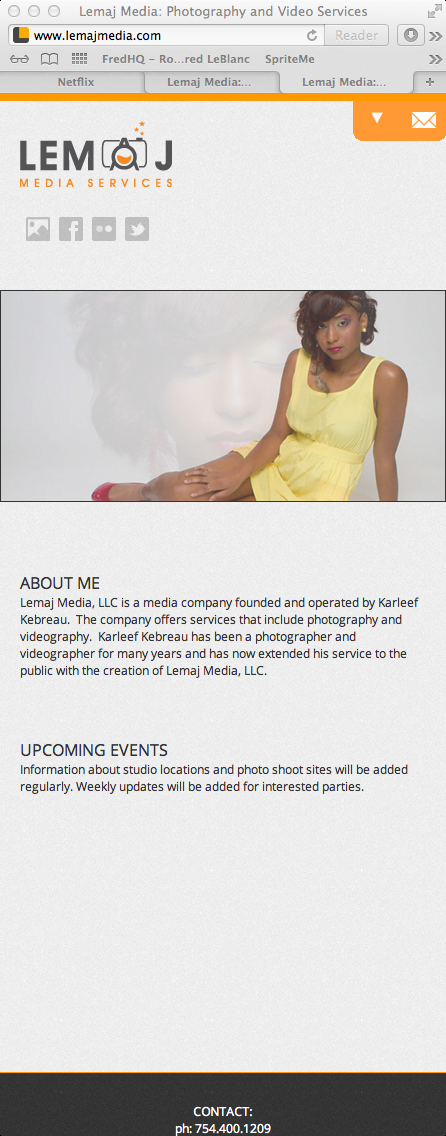 Lemaj Media: Photography and Video Services
www.lemajmedia.com
Reader
FredHQ – Ro...red LeBlanc SpriteMe
Netflix Lemaj Media:... Lemaj Media:...
LEMAJ
MEDIA SERVICES
ABOUT ME
Lemaj Media, LLC is a media company founded and operated by Karleef
Kebreau. The company offers services that include photography and
videography. Karleef Kebreau has been a photographer and
videographer for many years and has now extended his service to the
public with the creation of Lemaj Media, LLC.
UPCOMING EVENTS
Information about studio locations and photo shoot sites will be added
regularly. Weekly updates will be added for interested parties.
CONTACT:
ph: 754.400.1209